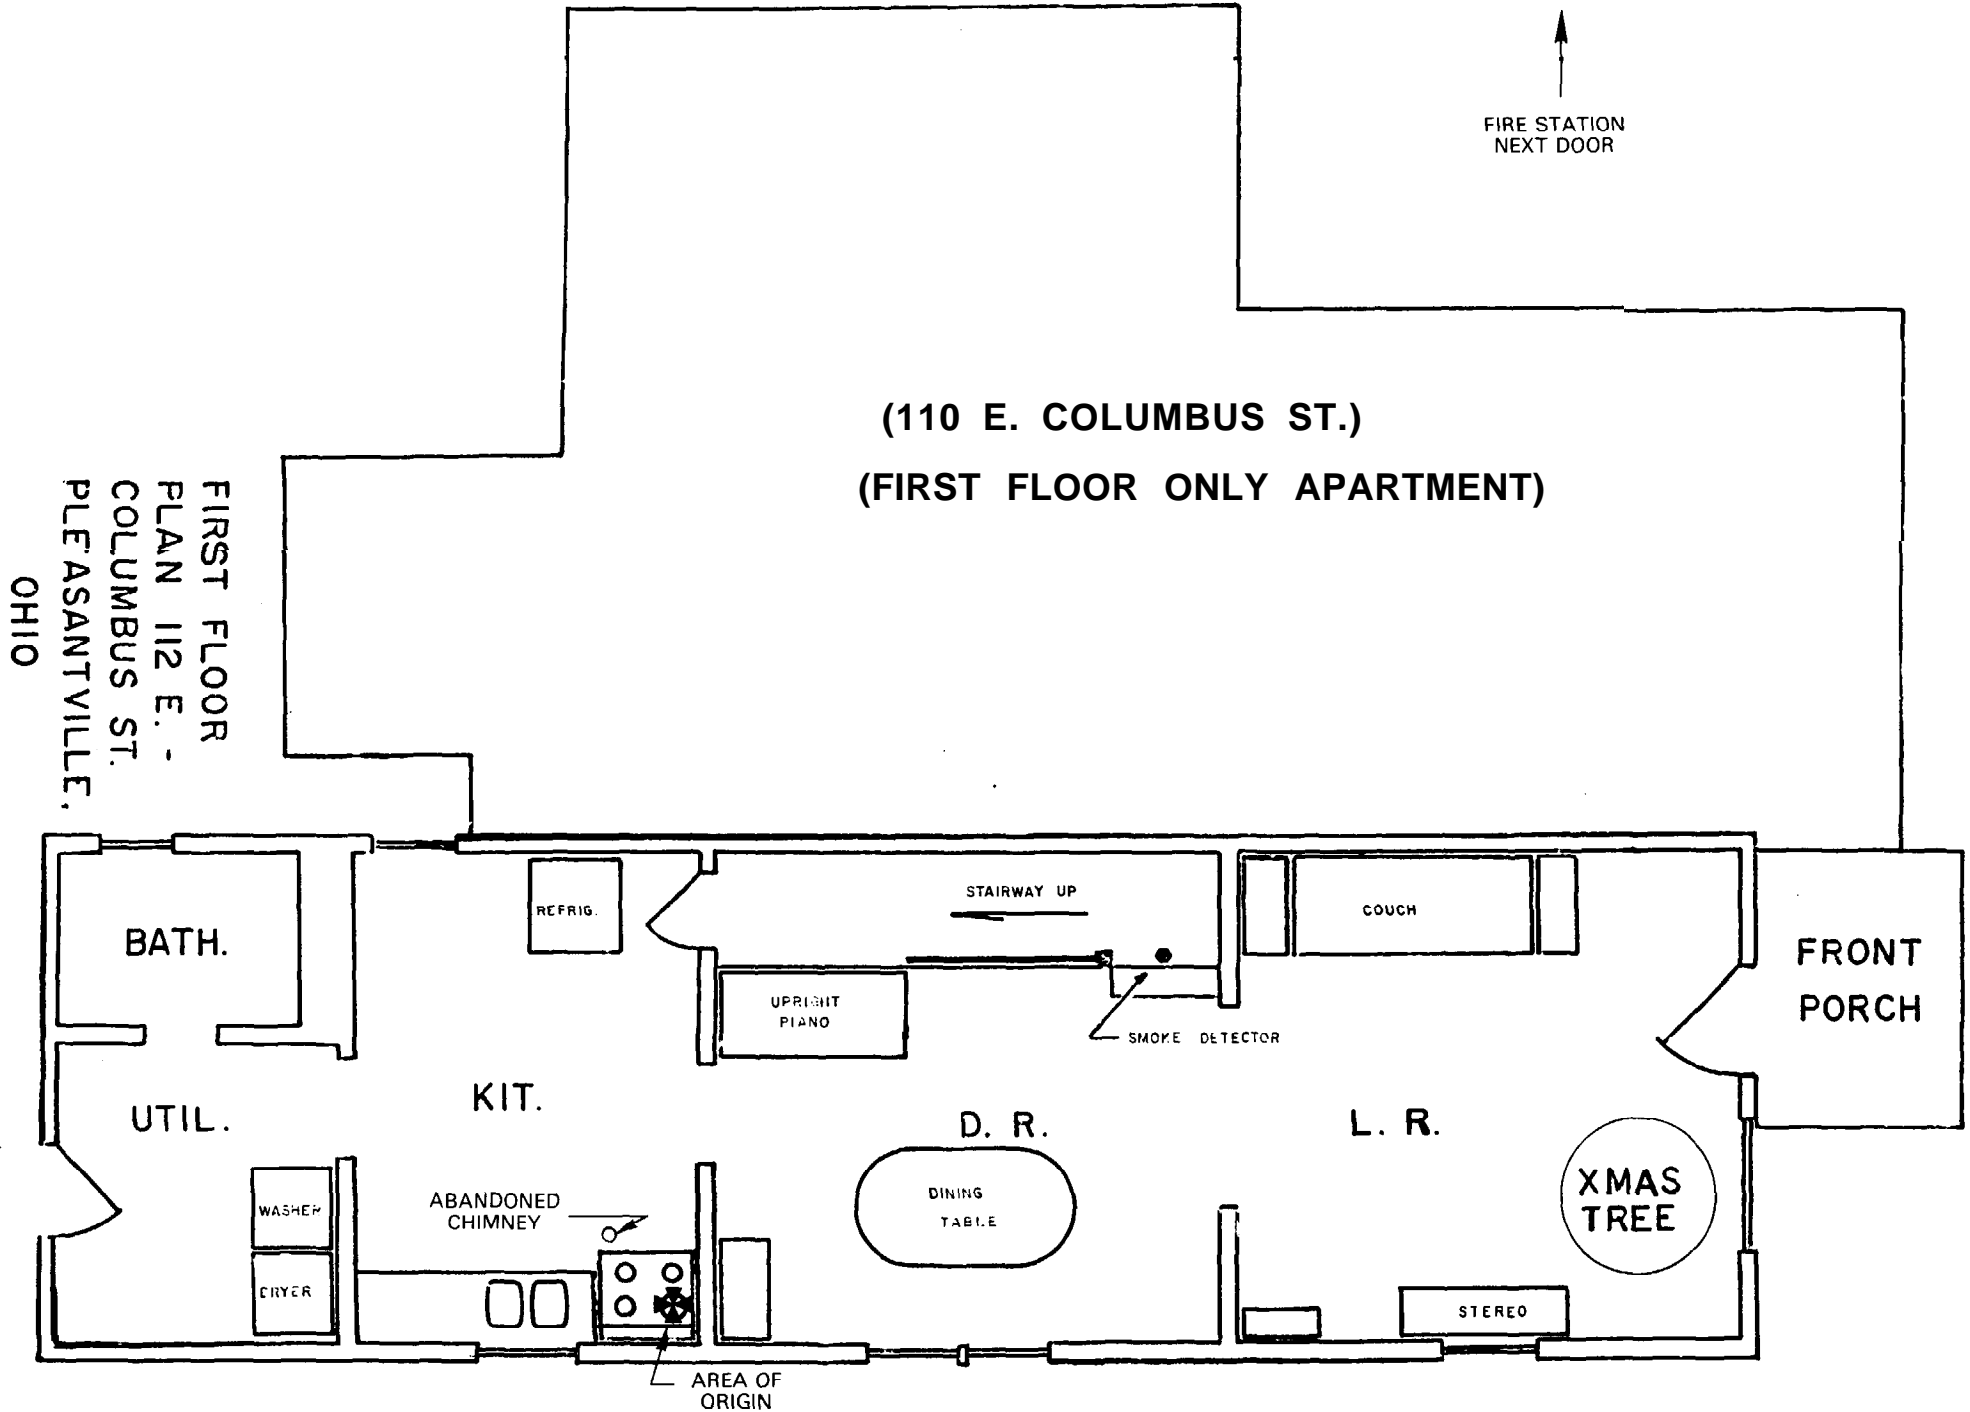 FIRE STATION
NEXT DOOR
(110 E. COLUMBUS ST.)
(FIRST FLOOR ONLY APARTMENT)
FIRST FLOOR
PLAN 112 E. -
COLUMBUS ST.
PLEASANTVILLE,
OHIO
STAIRWAY UP
REFRIG.
COUCH
BATH.
FRONT
PORCH
UPRIGHT
PIANO
SMOKE DETECTOR
KIT.
UTIL.
D. R.
L. R.
XMAS
TREE
ABANDONED
CHIMNEY
WASHER
DINING
TABLE
DRYER
STEREO
AREA OF
ORIGIN